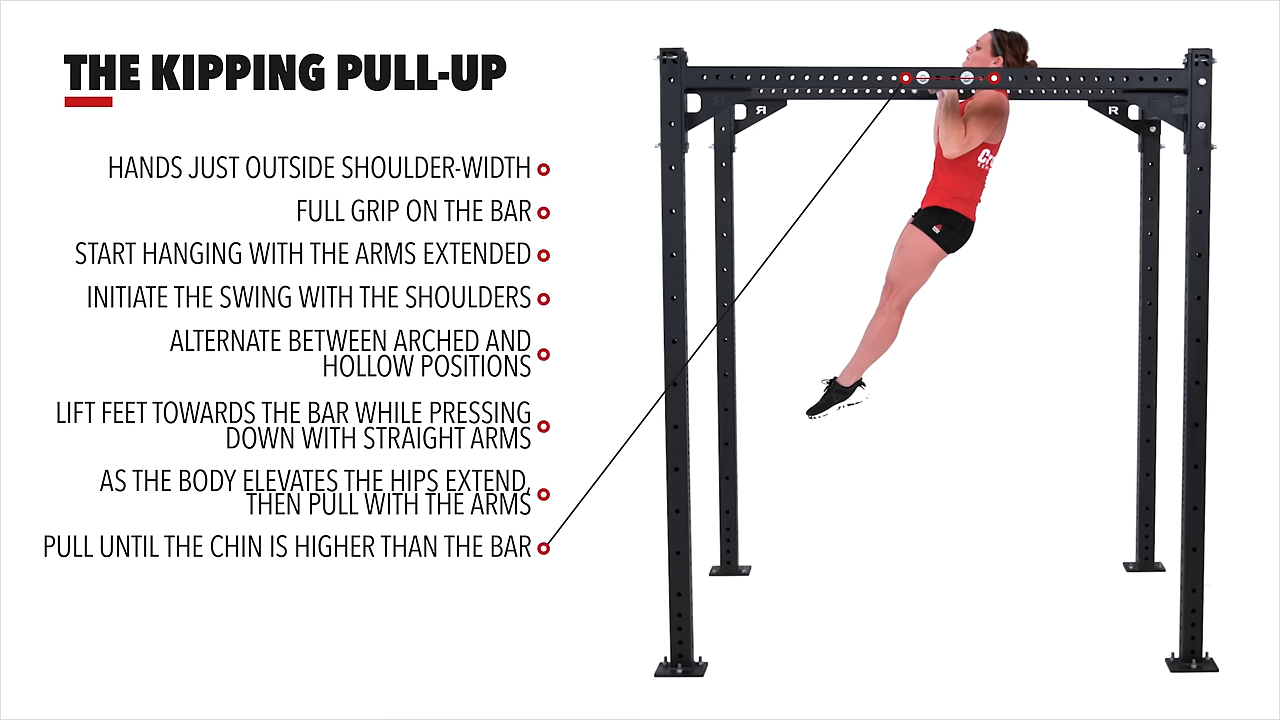 THE KIPPING PULL-UP
HANDS JUST OUTSIDE SHOULDER-WIDTH
FULL GRIP ON THE BAR
START HANGING WITH THE ARMS EXTENDED
INITIATE THE SWING WITH THE SHOULDERS
ALTERNATE BETWEEN ARCHED AND
HOLLOW POSITIONS
LIFT FEET TOWARDS THE BAR WHILE PRESSING
DOWN WITH STRAIGHT ARMS
AS THE BODY ELEVATES THE HIPS EXTEND,
THEN PULL WITH THE ARMS
PULL UNTIL THE CHIN IS HIGHER THAN THE BAR
R